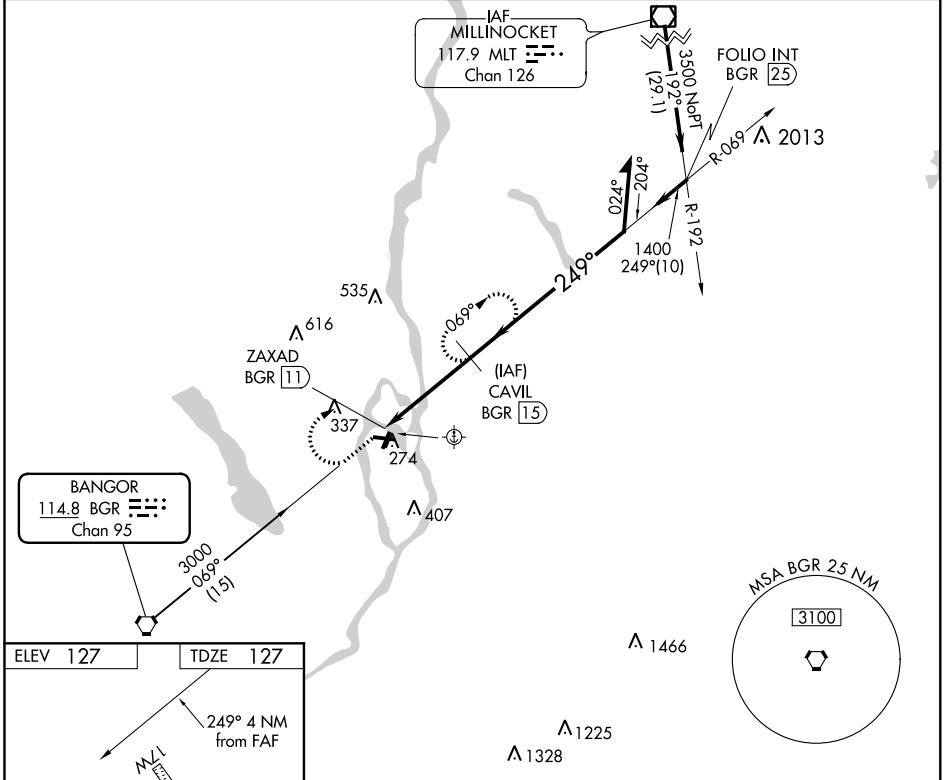 IAF
MILLINOCKET
117.9 MLT
Chan 126
3500 NoPT
192°
(29.1)
FOLIO INT
BGR 25
R-069
2013
R-192
024°
204°
1400
249°(10)
249°
535
616
069°
ZAXAD
BGR 11
(IAF)
CAVIL
BGR 15
337
274
407
BANGOR
114.8 BGR
Chan 95
3000
069°
(15)
MSA BGR 25 NM
3100
1466
1225
1328
ELEV 127
TDZE 127
249° 4 NM
from FAF
17W